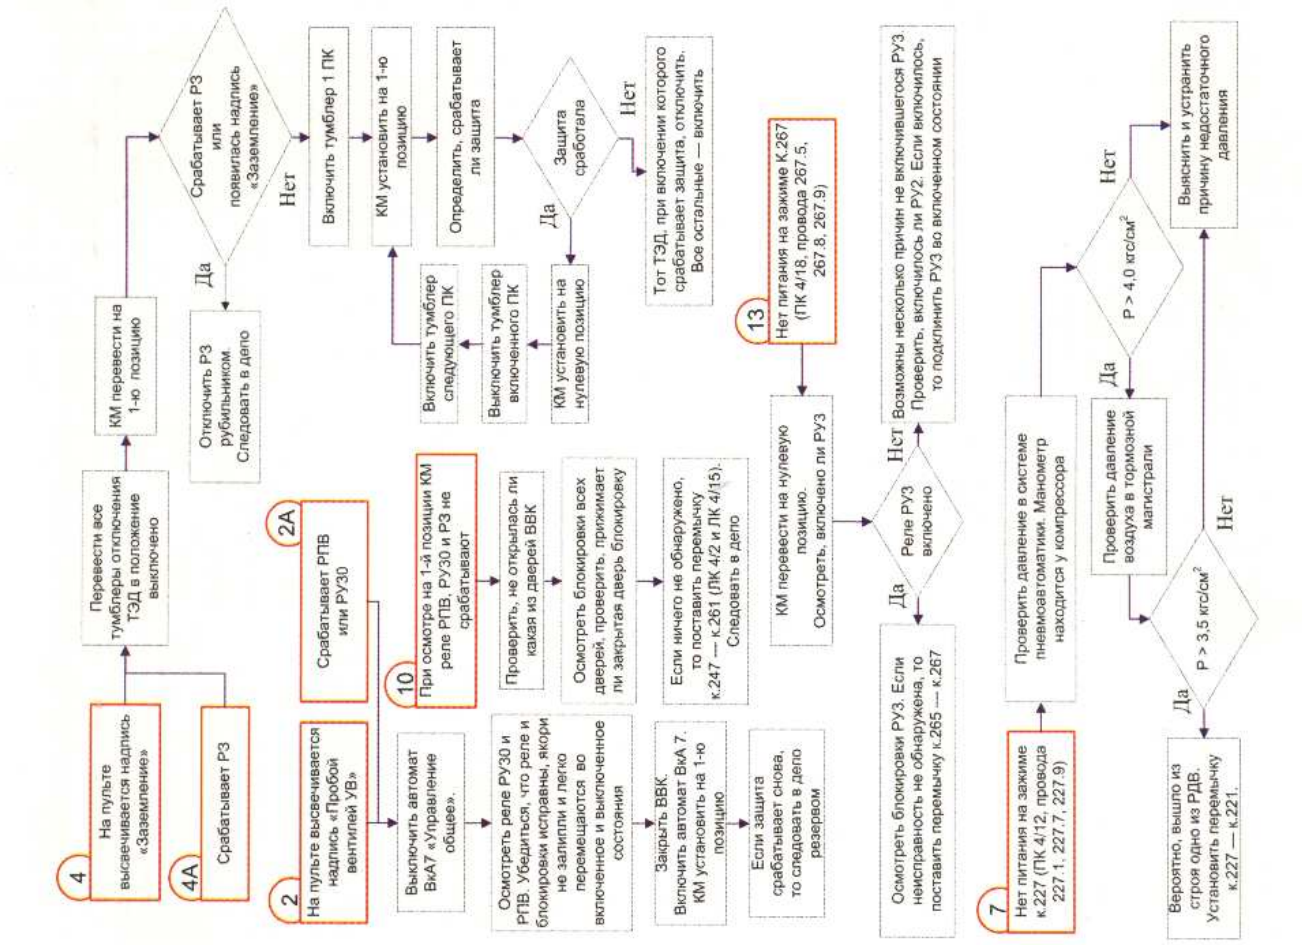 4
На пульте
высвечивается надпись
«Заземление»
4А
Срабатывает РЗ
Перевести все
тумблеры отключения
ТЭД в положение
выключено
КМ перевести на
1-ю позицию
Срабатывает РЗ
или
появилась надпись
«Заземление»
Да
Нет
Отключить РЗ
рубильником.
Следовать в депо
Включить тумблер 1 ПК
КМ установить на 1-ю
позицию
Определить, срабатывает
ли защита
Защита
сработала
Да
Нет
КМ установить на
нулевую позицию
Выключить тумблер
включенного ПК
Включить тумблер
следующего ПК
Тот ТЭД, при включении которого
срабатывает защита, отключить.
Все остальные — включить
2
На пульте высвечивается
надпись «Пробой
вентилей УВ»
2А
Срабатывает РПВ
или РУ30
Выключить автомат
ВкА7 «Управление
общее».
Осмотреть реле РУ30 и
РПВ. Убедиться, что реле и
блокировки исправны, якори
не залипли и легко
перемещаются во
включенное и выключенное
состояния
Закрыть ВВК.
Включить автомат ВкА 7.
КМ установить на 1-ю
позицию
Если защита
срабатывает снова,
то следовать в депо
резервом
10
При осмотре на 1-й позиции КМ
реле РПВ, РУ30 и РЗ не
срабатывают
Проверить, не открылась ли
какая из дверей ВВК
Осмотреть блокировки всех
дверей, проверить, прижимает
ли закрытая дверь блокировку
Если ничего не обнаружено,
то поставить перемычку
к.247 — к.261 (ЛК 4/2 и ЛК 4/15).
Следовать в депо
13
Нет питания на зажиме К.267
(ПК 4/18, провода 267.5,
267.8, 267.9)
КМ перевести на нулевую
позицию.
Осмотреть, включено ли РУ3
Реле РУ3
включено
Да
Нет
Осмотреть блокировки РУ3. Если
неисправность не обнаружена, то
поставить перемычку к.265 — к.267
Возможны несколько причин не включившегося РУ3.
Проверить, включилось ли РУ2. Если включилось,
то подклинить РУ3 во включенном состоянии
7
Нет питания на зажиме
к.227 (ПК 4/12, провода
227.1, 227.7, 227.9)
Проверить давление в системе
пневмоавтоматики. Манометр
находится у компрессора
Р > 4,0 кгс/см²
Да
Нет
Проверить давление
воздуха в тормозной
магистрали
Р > 3,5 кгс/см²
Да
Нет
Вероятно, вышло из
строя одно из РДВ.
Установить перемычку
к.227 — к.221.
Выяснить и устранить
причину недостаточного
давления